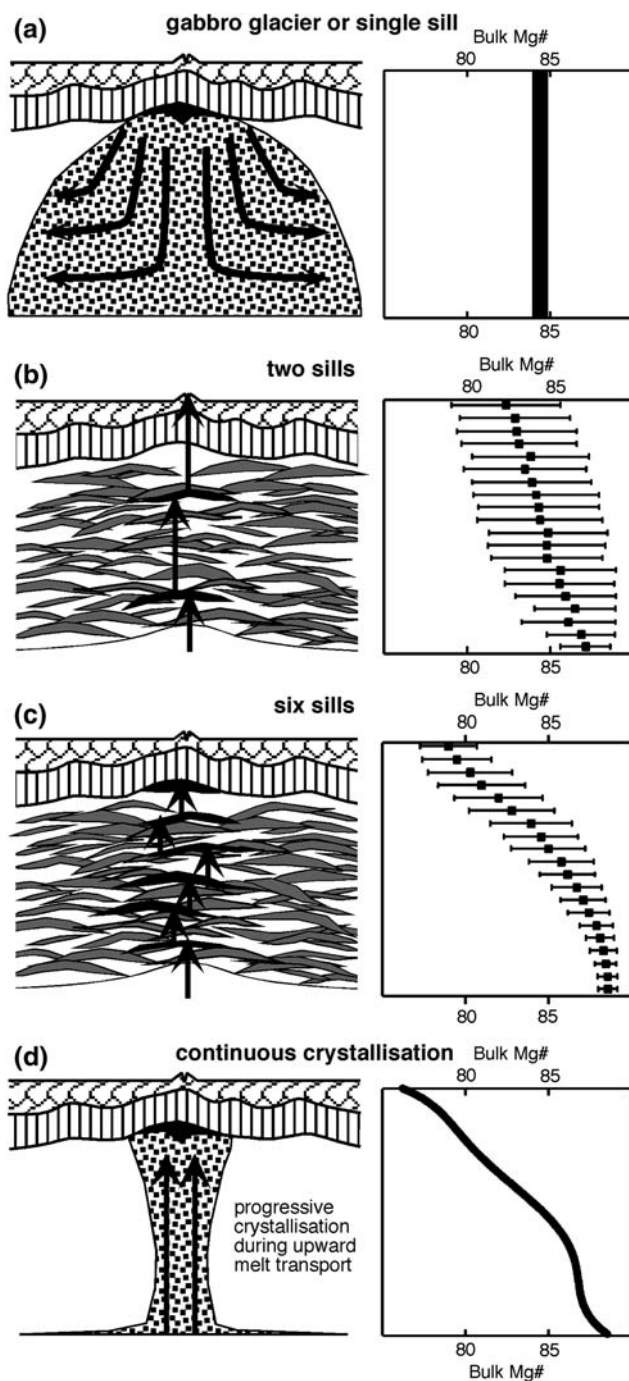 (a) gabbro glacier or single sill
Bulk Mg#
80 85
80 85
(b) two sills
Bulk Mg#
80 85
80 85
(c) six sills
Bulk Mg#
80 85
80 85
(d) continuous crystallisation
Bulk Mg#
80 85
progressive
crystallisation
during upward
melt transport
80 85
Bulk Mg#